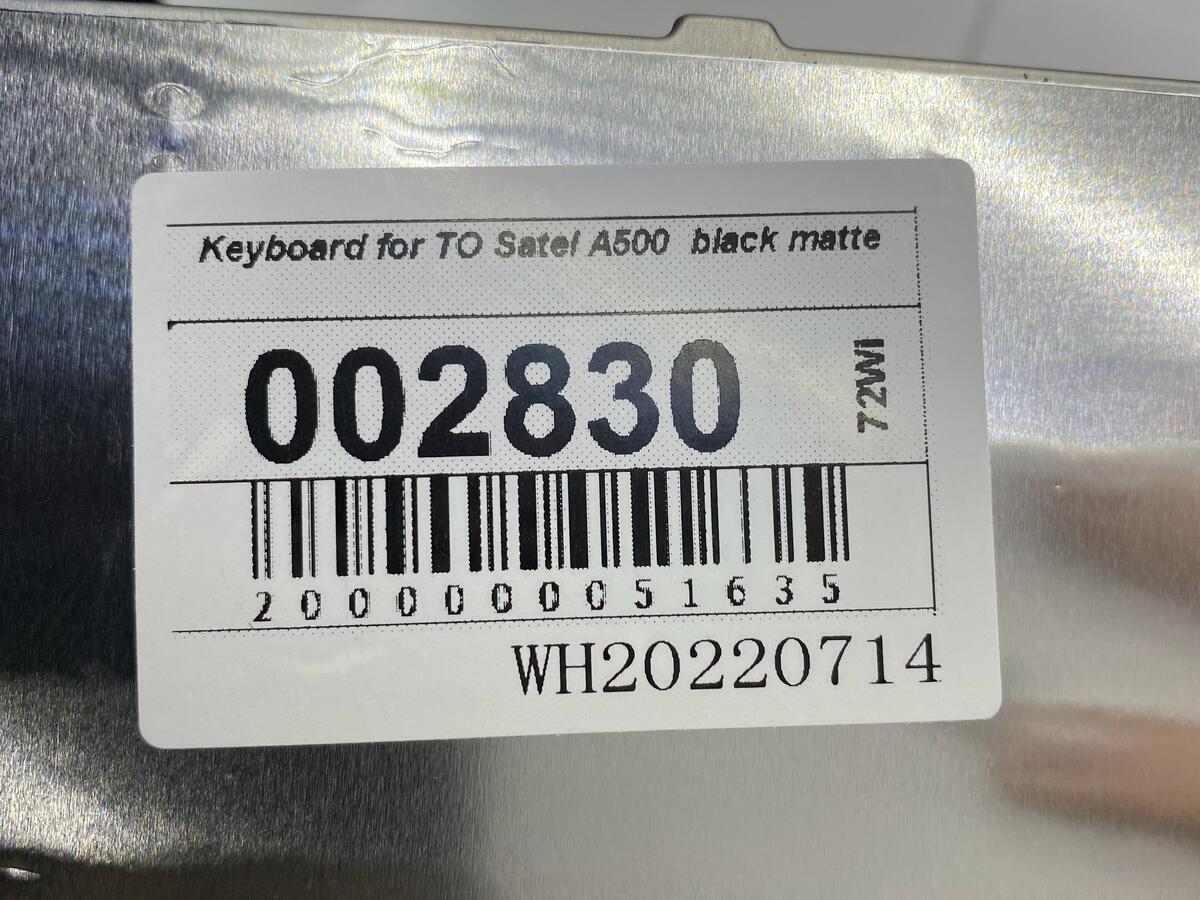 Keyboard for TO Satel A500 black matte
002830
72WI
2000000051635
WH20220714